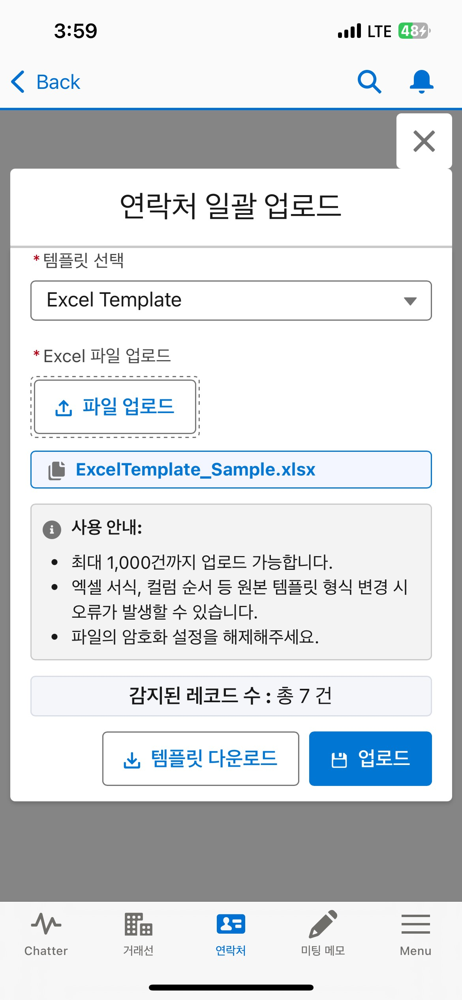 3:59
LTE 48
Back
연락처 일괄 업로드
* 템플릿 선택
Excel Template
* Excel 파일 업로드
파일 업로드
ExcelTemplate_Sample.xlsx
사용 안내:
• 최대 1,000건까지 업로드 가능합니다.
• 엑셀 서식, 컬럼 순서 등 원본 템플릿 형식 변경 시
오류가 발생할 수 있습니다.
• 파일의 암호화 설정을 해제해주세요.
감지된 레코드 수 : 총 7 건
템플릿 다운로드 업로드
Chatter 거래선 연락처 미팅 메모 Menu